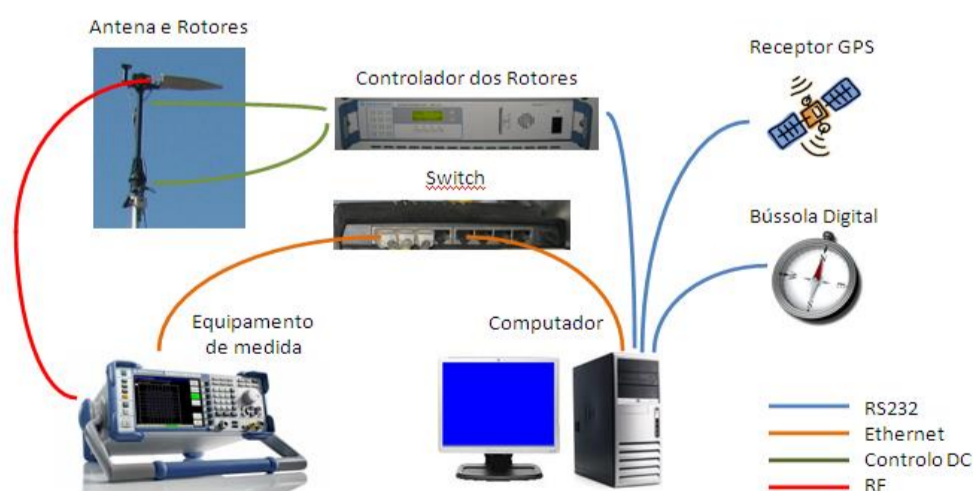 Antena e Rotores
Receptor GPS
Controlador dos Rotores
Switch
Bússola Digital
Equipamento
de medida
Computador
RS232
Ethernet
Controlo DC
RF